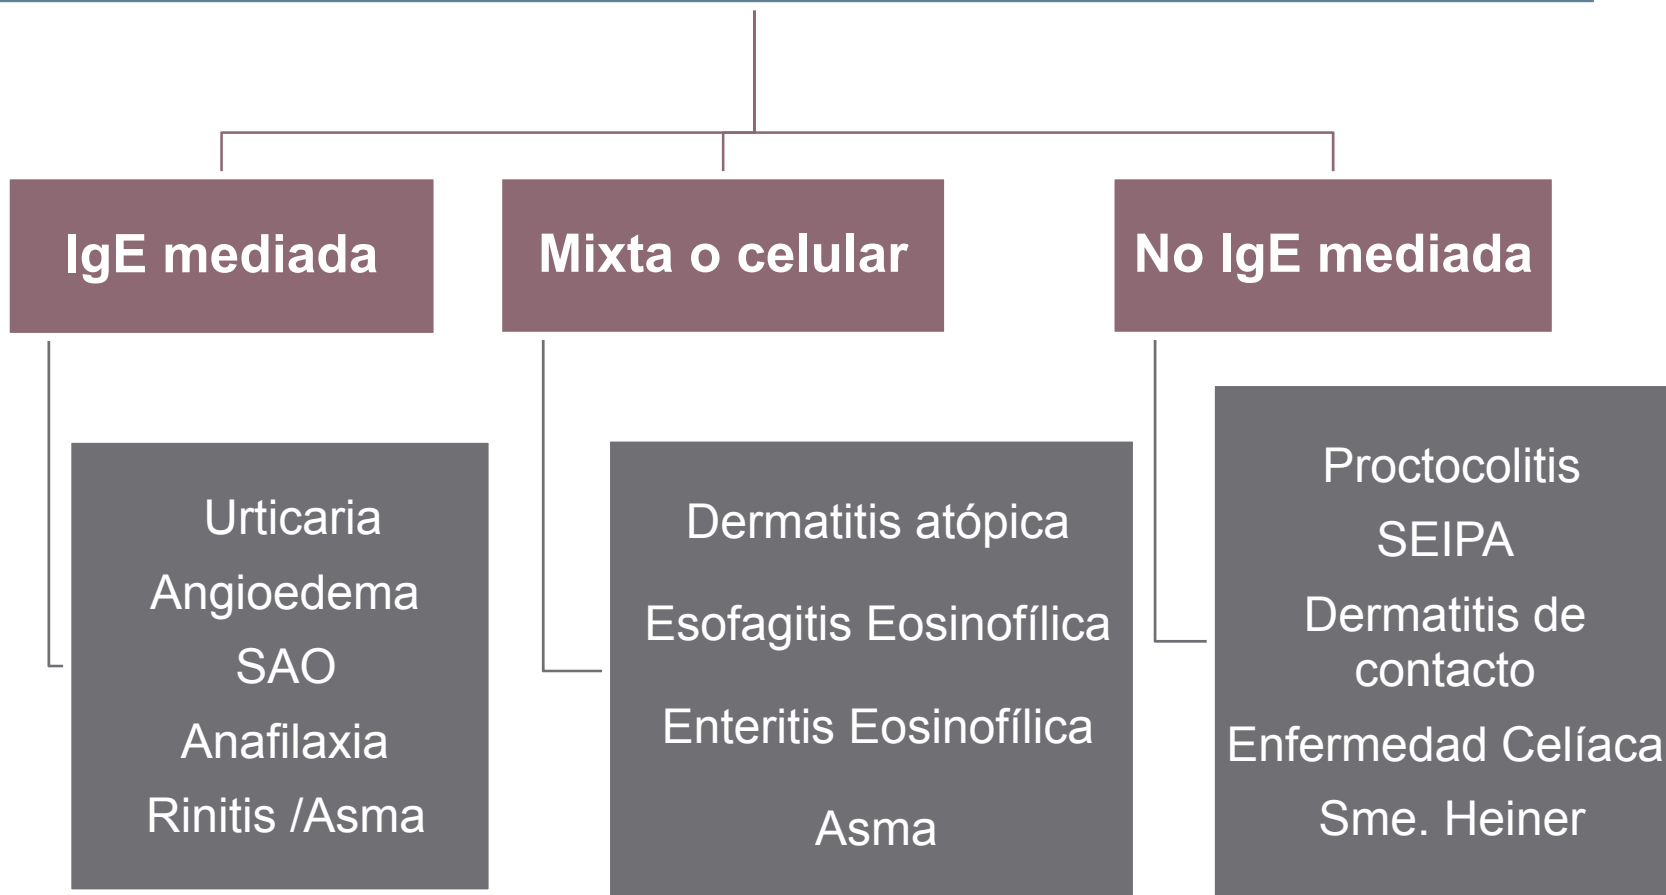 IgE mediada
Mixta o celular
No IgE mediada
Urticaria
Angioedema
SAO
Anafilaxia
Rinitis /Asma
Dermatitis atópica
Esofagitis Eosinofílica
Enteritis Eosinofílica
Asma
Proctocolitis
SEIPA
Dermatitis de
contacto
Enfermedad Celíaca
Sme. Heiner